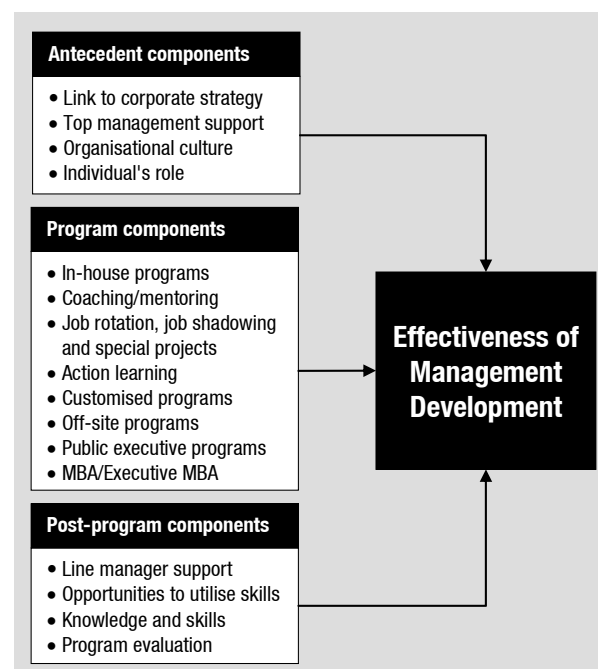 Antecedent components
• Link to corporate strategy
• Top management support
• Organisational culture
• Individual's role
Program components
• In-house programs
• Coaching/mentoring
• Job rotation, job shadowing
and special projects
• Action learning
• Customised programs
• Off-site programs
• Public executive programs
• MBA/Executive MBA
Effectiveness of
Management
Development
Post-program components
• Line manager support
• Opportunities to utilise skills
• Knowledge and skills
• Program evaluation